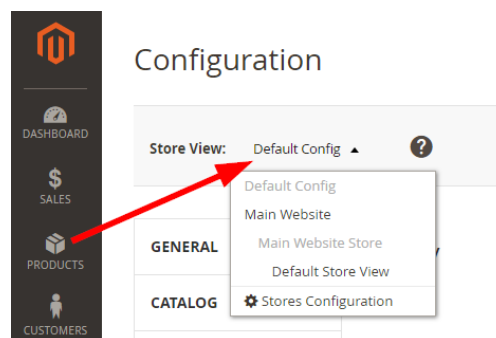 Configuration
DASHBOARD
Store View: Default Config
$
SALES
Default Config
Main Website
GENERAL
Main Website Store
PRODUCTS
Default Store View
CATALOG
Stores Configuration
CUSTOMERS